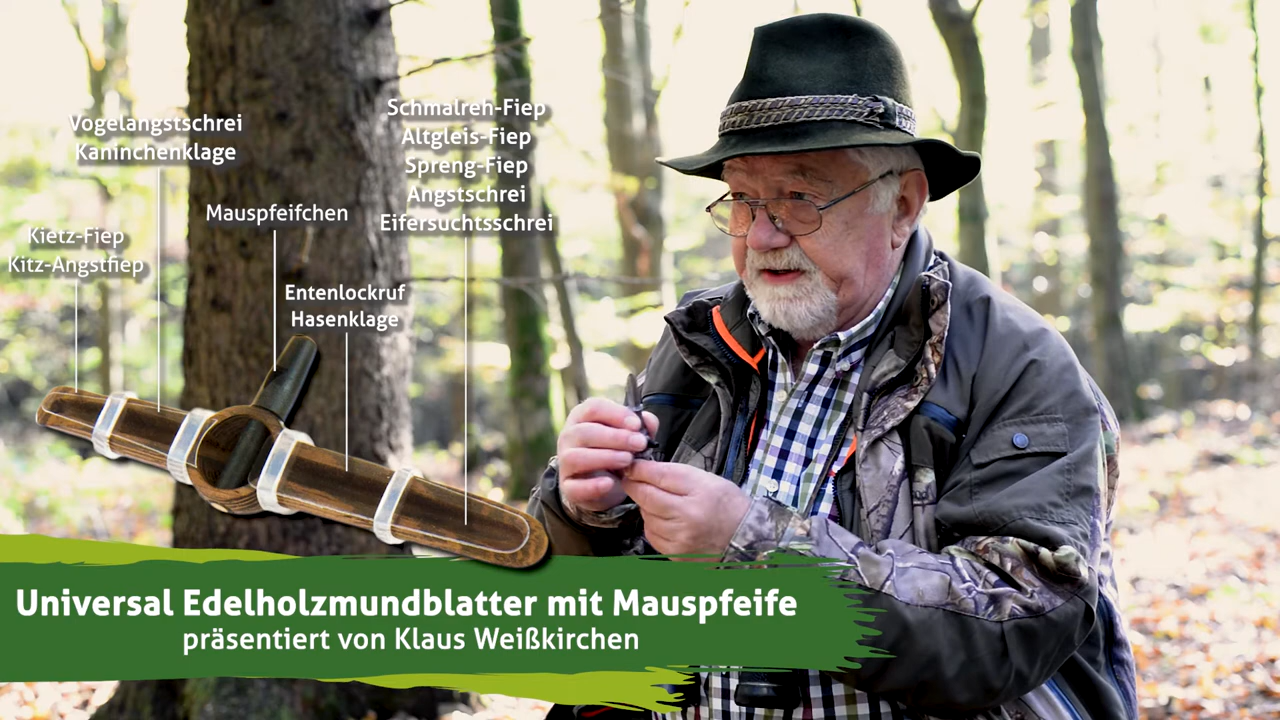 Schmalreh-Fiep
Altgleis-Fiep
Spreng-Fiep
Angstschrei
Eifersuchtsschrei
Vogelangstschrei
Kaninchenklage
Mauspfeifchen
Kietz-Fiep
Kitz-Angstfiep
Entenlockruf
Hasenklage
Universal Edelholzmundblatter mit Mauspfeife
präsentiert von Klaus Weißkirchen